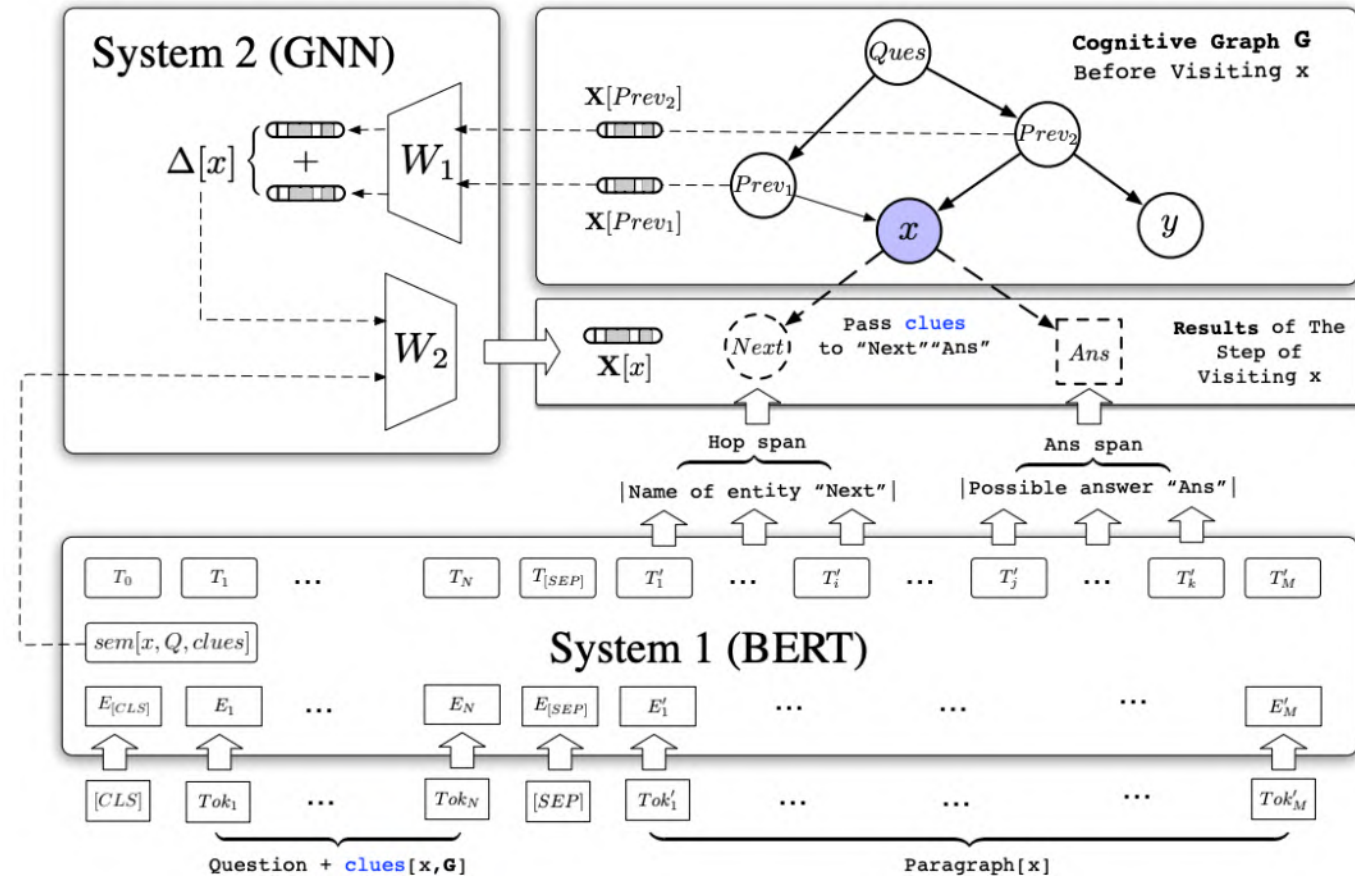 System 2 (GNN)
Δ[x]
+
W₁
W₂
X[Prev₂]
X[Prev₁]
Ques
Prev₂
Prev₁
x
y
Cognitive Graph G
Before Visiting x
X[x]
Next
Pass clues
to “Next”“Ans”
Ans
Results of The
Step of
Visiting x
Hop span
Ans span
|Name of entity “Next”|
|Possible answer “Ans”|
T₀ T₁ ... T_N T_[SEP] T′₁ ... T′ᵢ ... T′ⱼ ... T′ₖ T′_M
sem[x, Q, clues]
System 1 (BERT)
E_[CLS] E₁ ... E_N E_[SEP] E′₁ ... ... ... E′_M
[CLS] Tok₁ ... Tok_N [SEP] Tok′₁ ... ... ... Tok′_M
Question + clues[x,G]
Paragraph[x]